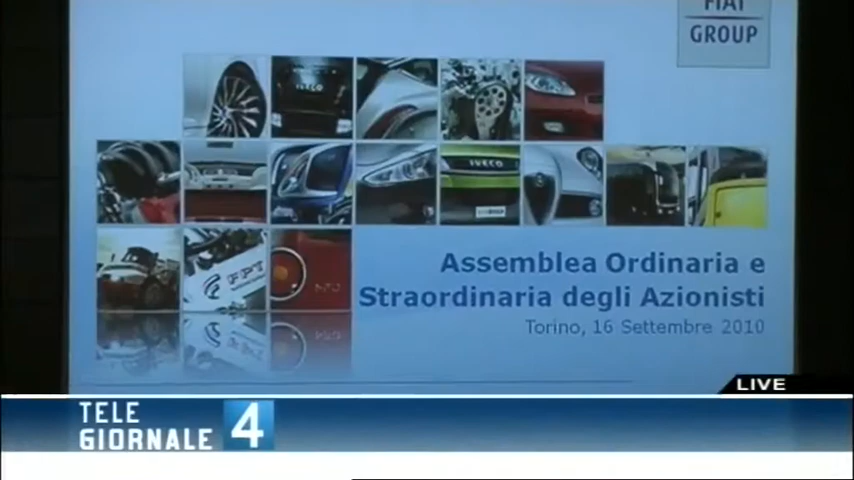 FIAT
GROUP
IVECO
IVECO
FPT
Assemblea Ordinaria e
Straordinaria degli Azionisti
Torino, 16 Settembre 2010
LIVE
TELE
GIORNALE 4